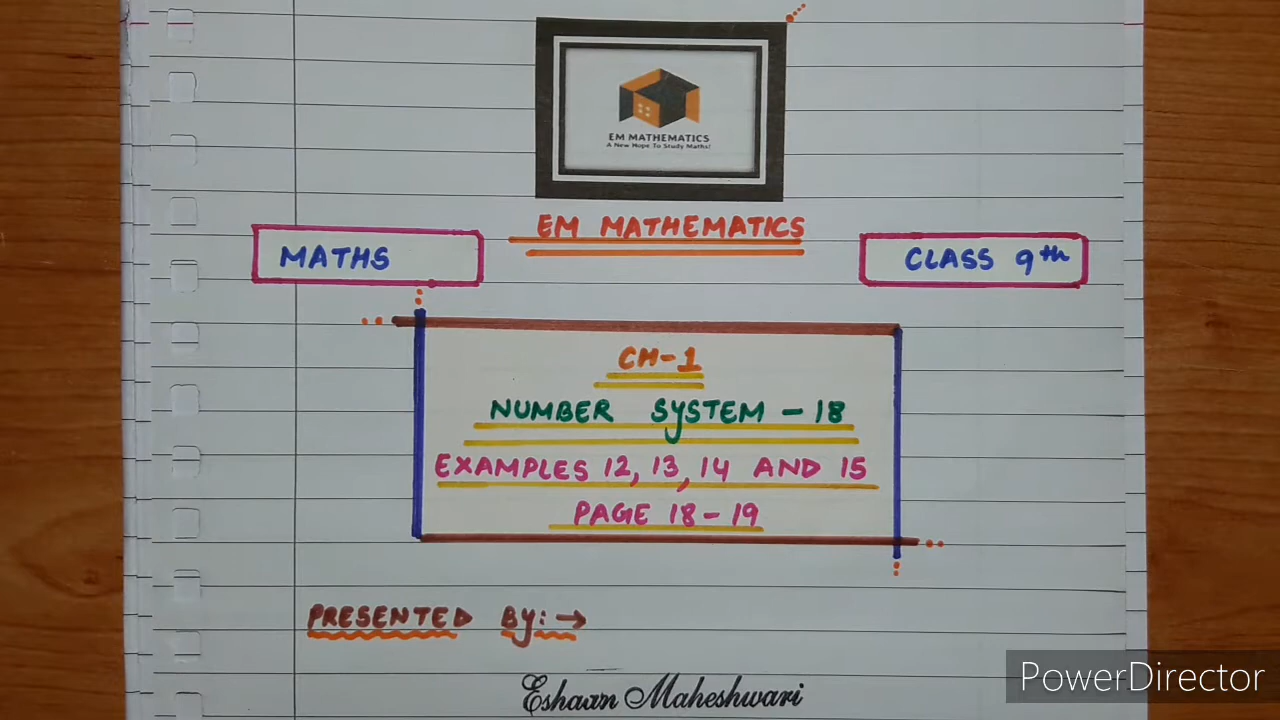 EM MATHEMATICS
A New Hope To Study Maths!
EM MATHEMATICS
MATHS
CLASS 9th
CH-1
NUMBER SYSTEM - 18
EXAMPLES 12, 13, 14 AND 15
PAGE 18-19
PRESENTED BY: →
Eshaan Maheshwari
PowerDirector